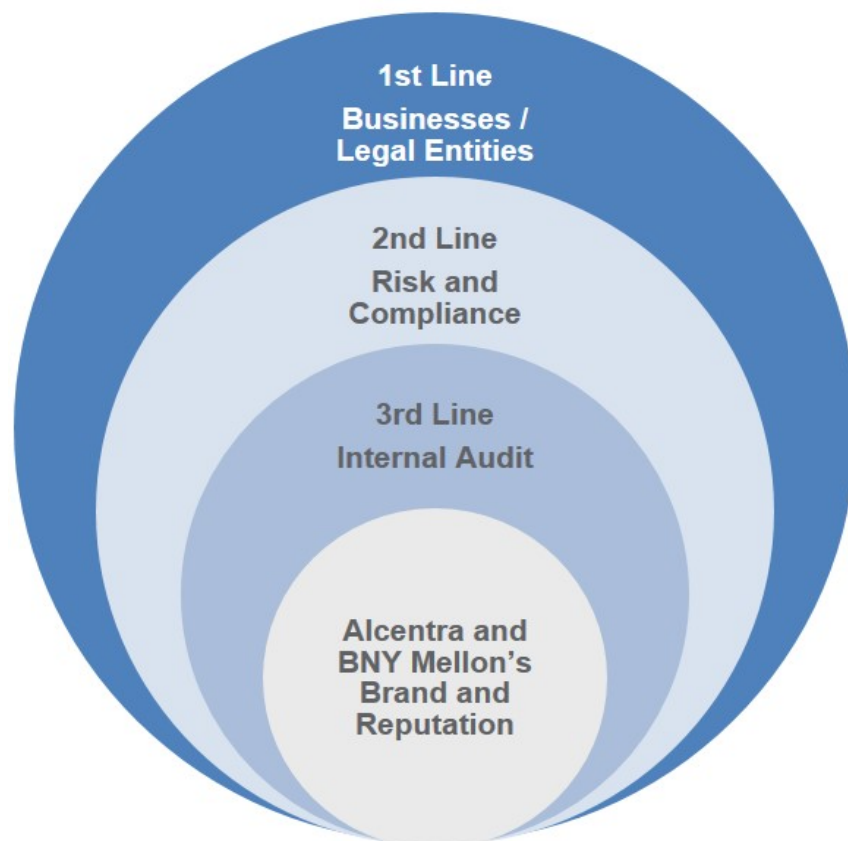 1st Line
Businesses /
Legal Entities
2nd Line
Risk and
Compliance
3rd Line
Internal Audit
Alcentra and
BNY Mellon’s
Brand and
Reputation